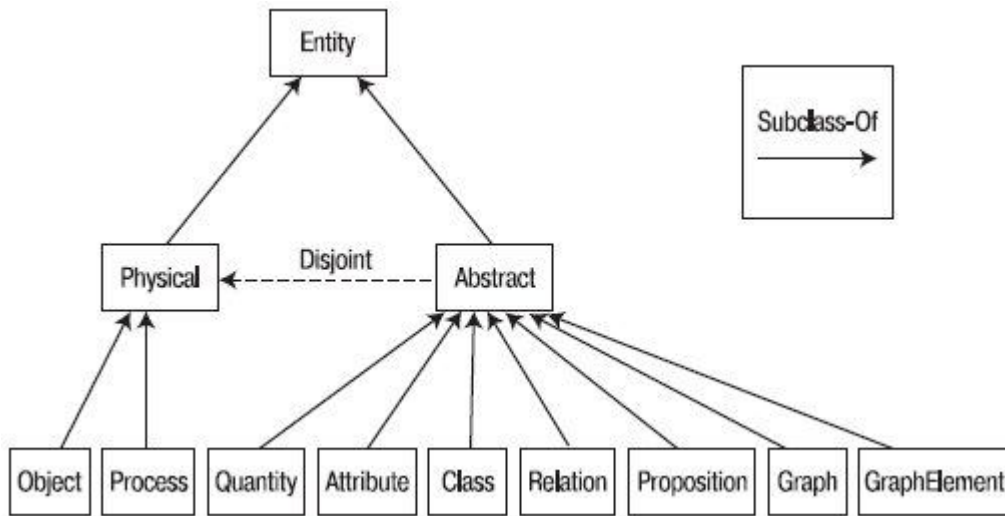 Entity
Subclass-Of
Disjoint
Physical
Abstract
Object
Process
Quantity
Attribute
Class
Relation
Proposition
Graph
GraphElement